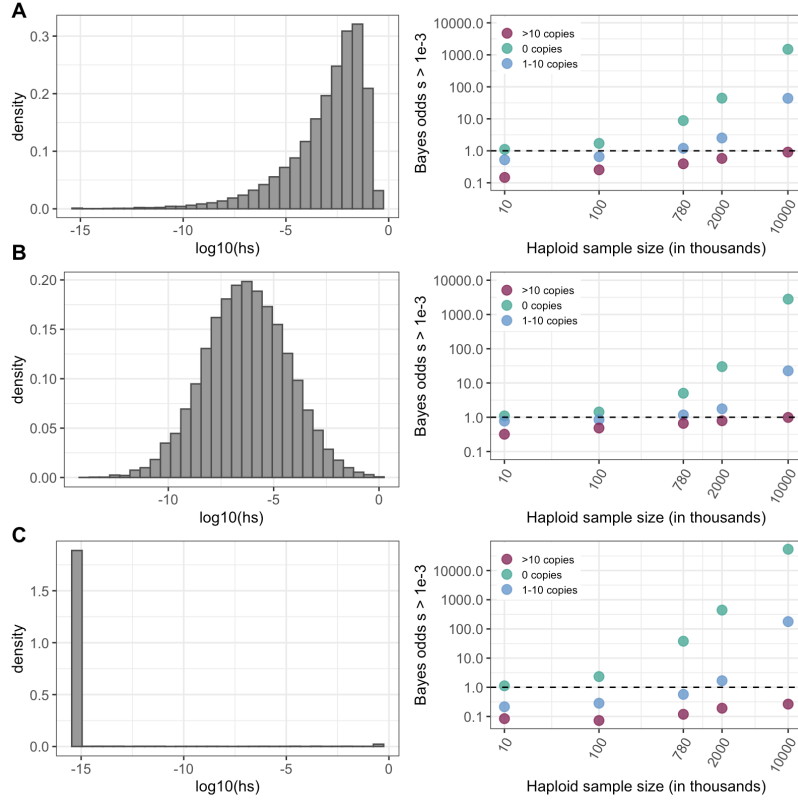 A
density
0.3
0.2
0.1
0.0
-15
-10
-5
0
log10(hs)
Bayes odds s > 1e-3
10000.0
1000.0
100.0
10.0
1.0
0.1
>10 copies
0 copies
1-10 copies
10
100
780
2000
10000
Haploid sample size (in thousands)
B
density
0.20
0.15
0.10
0.05
0.00
-10
-5
0
log10(hs)
Bayes odds s > 1e-3
10000.0
1000.0
100.0
10.0
1.0
0.1
>10 copies
0 copies
1-10 copies
10
100
780
2000
10000
Haploid sample size (in thousands)
C
density
1.5
1.0
0.5
0.0
-15
-10
-5
0
log10(hs)
Bayes odds s > 1e-3
10000.0
1000.0
100.0
10.0
1.0
0.1
>10 copies
0 copies
1-10 copies
10
100
780
2000
10000
Haploid sample size (in thousands)